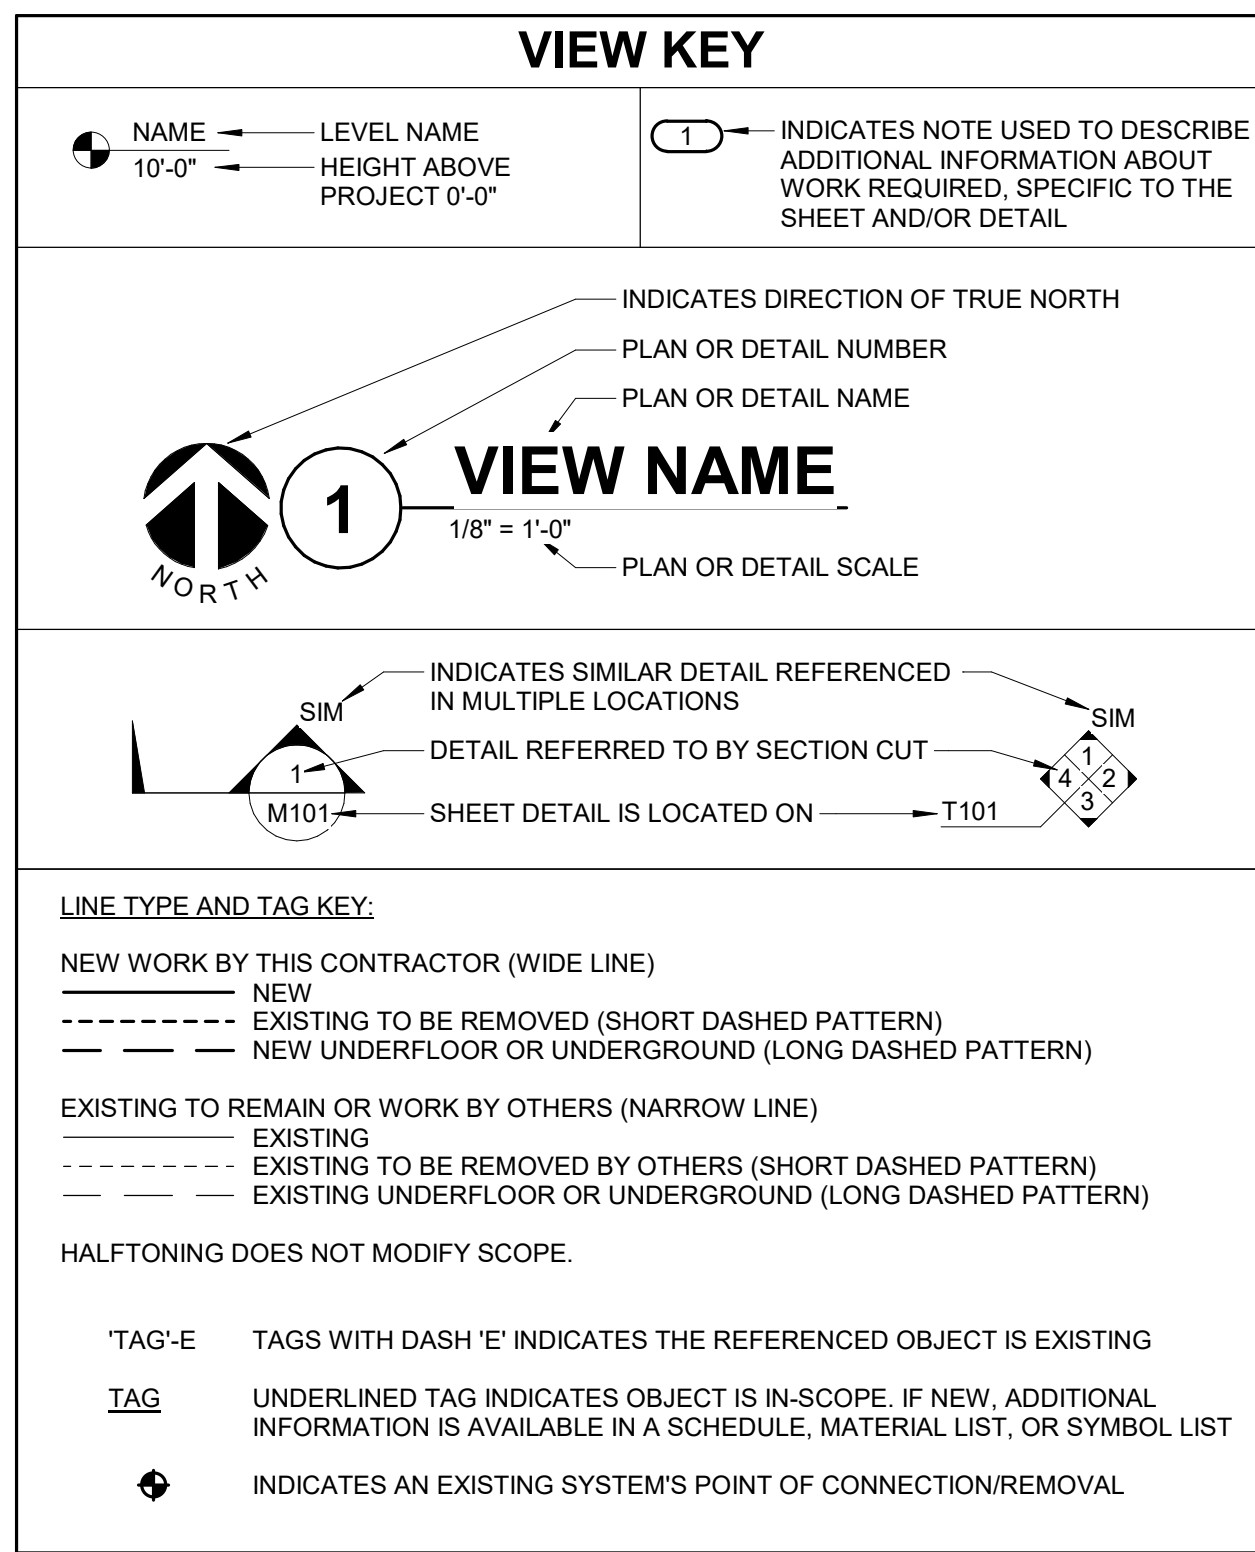 VIEW KEY
NAME
10'-0"
LEVEL NAME
HEIGHT ABOVE
PROJECT 0'-0"
1
INDICATES NOTE USED TO DESCRIBE
ADDITIONAL INFORMATION ABOUT
WORK REQUIRED, SPECIFIC TO THE
SHEET AND/OR DETAIL
INDICATES DIRECTION OF TRUE NORTH
PLAN OR DETAIL NUMBER
PLAN OR DETAIL NAME
NORTH
1
VIEW NAME
1/8" = 1'-0"
PLAN OR DETAIL SCALE
SIM
1
M101
INDICATES SIMILAR DETAIL REFERENCED
IN MULTIPLE LOCATIONS
DETAIL REFERRED TO BY SECTION CUT
SHEET DETAIL IS LOCATED ON
SIM
1
4 2
3
T101
LINE TYPE AND TAG KEY:
NEW WORK BY THIS CONTRACTOR (WIDE LINE)
NEW
EXISTING TO BE REMOVED (SHORT DASHED PATTERN)
NEW UNDERFLOOR OR UNDERGROUND (LONG DASHED PATTERN)
EXISTING TO REMAIN OR WORK BY OTHERS (NARROW LINE)
EXISTING
EXISTING TO BE REMOVED BY OTHERS (SHORT DASHED PATTERN)
EXISTING UNDERFLOOR OR UNDERGROUND (LONG DASHED PATTERN)
HALFTONING DOES NOT MODIFY SCOPE.
'TAG'-E TAGS WITH DASH 'E' INDICATES THE REFERENCED OBJECT IS EXISTING
TAG UNDERLINED TAG INDICATES OBJECT IS IN-SCOPE. IF NEW, ADDITIONAL
INFORMATION IS AVAILABLE IN A SCHEDULE, MATERIAL LIST, OR SYMBOL LIST
INDICATES AN EXISTING SYSTEM'S POINT OF CONNECTION/REMOVAL